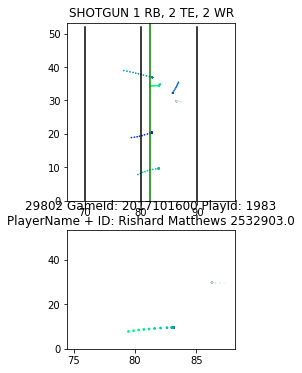 SHOTGUN 1 RB, 2 TE, 2 WR
50
40
30
20
10
0
70 80 90
29802 GameId: 2017101600 PlayId: 1983
PlayerName + ID: Rishard Matthews 2532903.0
40
20
0
75 80 85